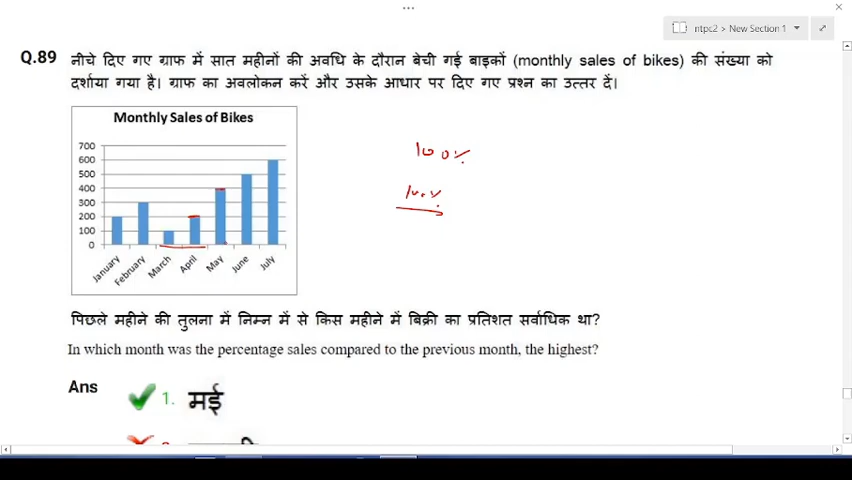 ntpc2 > New Section 1
Q.89 नीचे दिए गए ग्राफ में सात महीनों की अवधि के दौरान बेची गई बाइकों (monthly sales of bikes) की संख्या को
दर्शाया गया है। ग्राफ का अवलोकन करें और उसके आधार पर दिए गए प्रश्न का उत्तर दें।
Monthly Sales of Bikes
700
600
500
400
300
200
100
0
January
February
March
April
May
June
July
100%
100%
पिछले महीने की तुलना में निम्न में से किस महीने में बिक्री का प्रतिशत सर्वाधिक था?
In which month was the percentage sales compared to the previous month, the highest?
Ans
1. मई